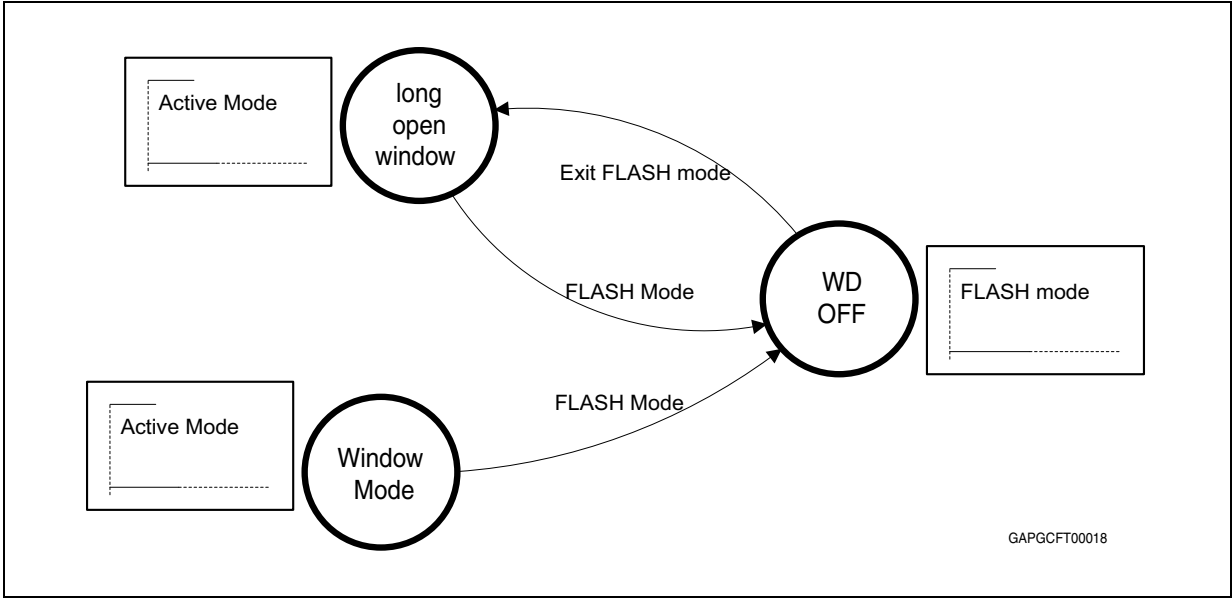 Active Mode
long
open
window
Exit FLASH mode
FLASH Mode
WD
OFF
FLASH mode
FLASH Mode
Active Mode
Window
Mode
GAPGCFT00018